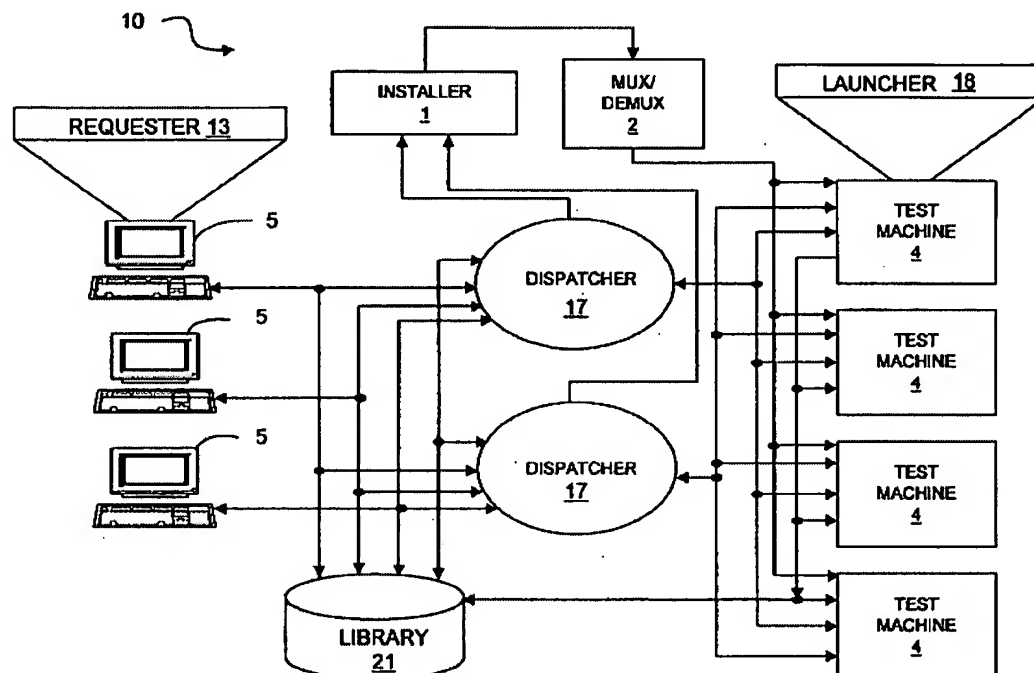 10
REQUESTER 13
INSTALLER
1
MUX/
DEMUX
2
LAUNCHER 18
5
5
5
DISPATCHER
17
DISPATCHER
17
TEST
MACHINE
4
TEST
MACHINE
4
TEST
MACHINE
4
TEST
MACHINE
4
LIBRARY
21